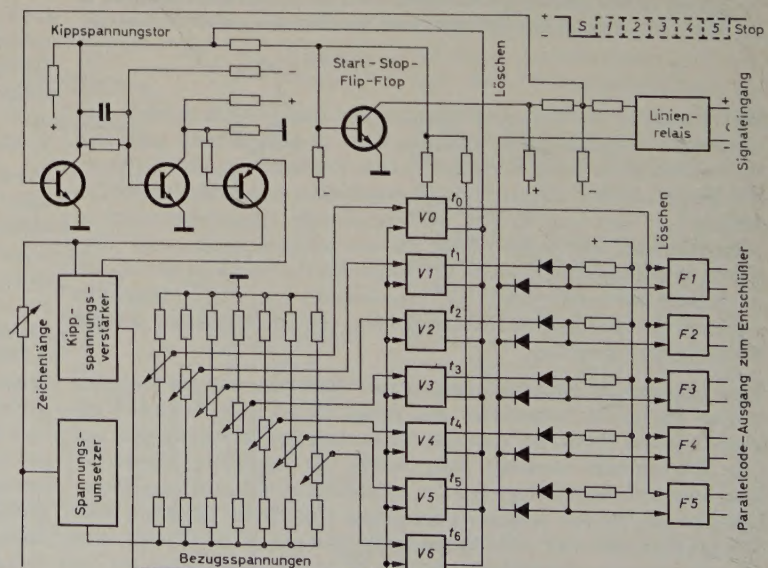 Kippspannungstor
Start-Stop-
Flip-Flop
Löschen
+
−
S 1 2 3 4 5 Stop
Linien-
relais
+
−
Signaleingang
−
+
+
−
+
−
Zeichenlänge
Kipp-
spannungs-
verstärker
Spannungs-
umsetzer
Bezugsspannungen
V0
t0
V1
t1
V2
t2
V3
t3
V4
t4
V5
t5
V6
t6
+
Löschen
F1
F2
F3
F4
F5
Parallelcode-Ausgang zum Entschlüßler